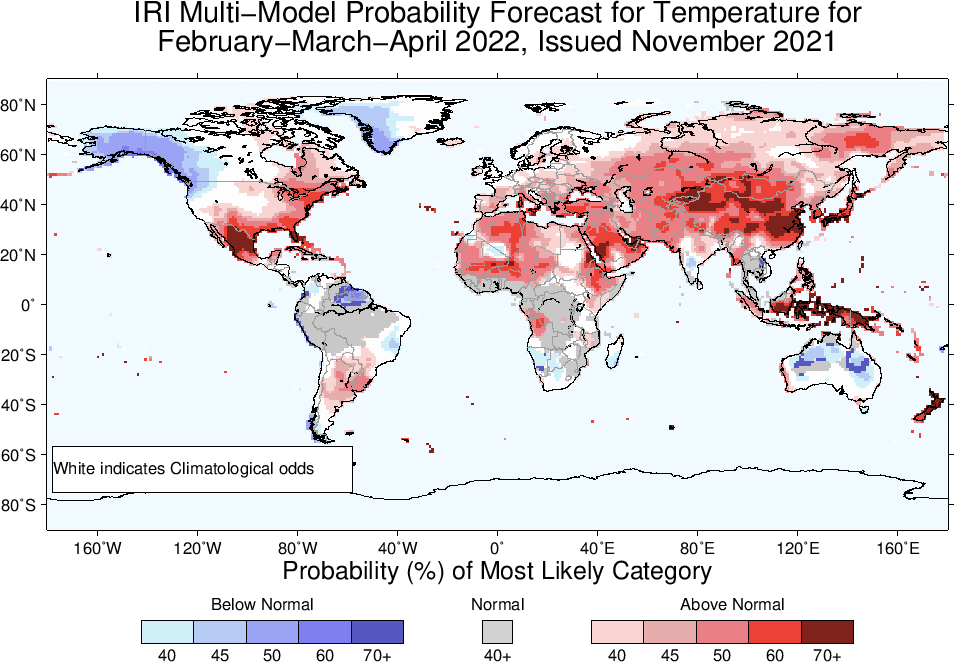 IRI Multi−Model Probability Forecast for Temperature for
February−March−April 2022, Issued November 2021
80˚N
60˚N
40˚N
20˚N
0˚
20˚S
40˚S
60˚S
80˚S
White indicates Climatological odds
160˚W 120˚W 80˚W 40˚W 0˚ 40˚E 80˚E 120˚E 160˚E
Probability (%) of Most Likely Category
Below Normal Normal Above Normal
40 45 50 60 70+ 40+ 40 45 50 60 70+